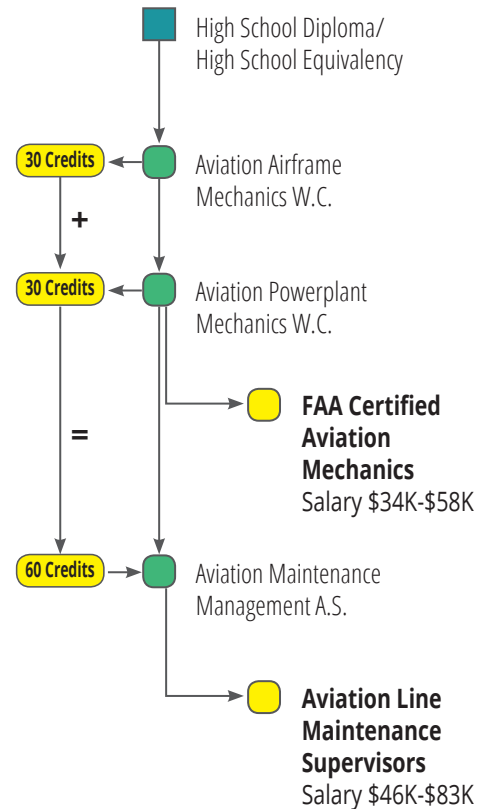 High School Diploma/
High School Equivalency
30 Credits
Aviation Airframe
Mechanics W.C.
+
30 Credits
Aviation Powerplant
Mechanics W.C.
FAA Certified
Aviation
Mechanics
Salary $34K-$58K
=
60 Credits
Aviation Maintenance
Management A.S.
Aviation Line
Maintenance
Supervisors
Salary $46K-$83K